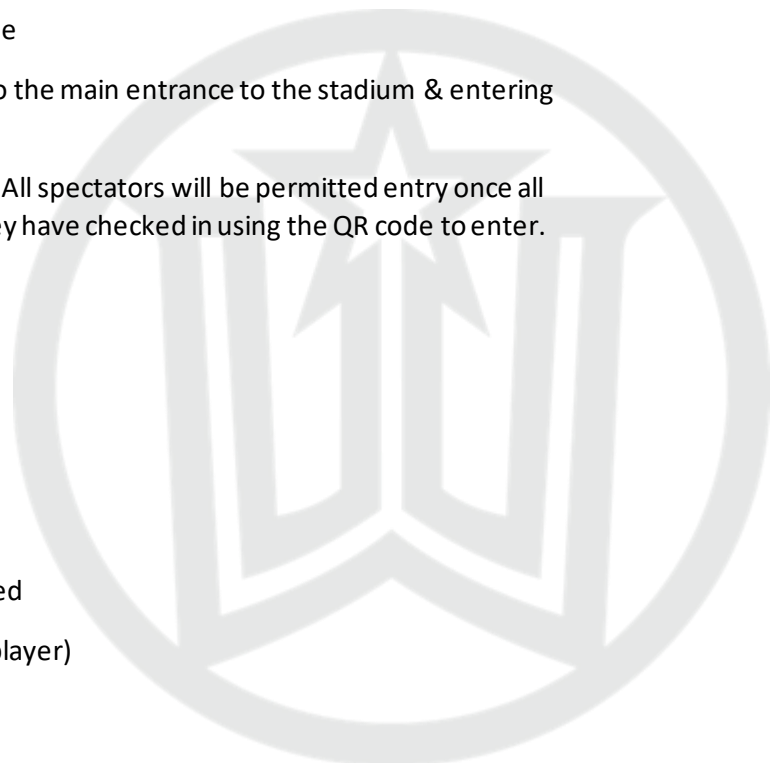 e
o the main entrance to the stadium & entering
All spectators will be permitted entry once all
ey have checked in using the QR code to enter.
ed
player)